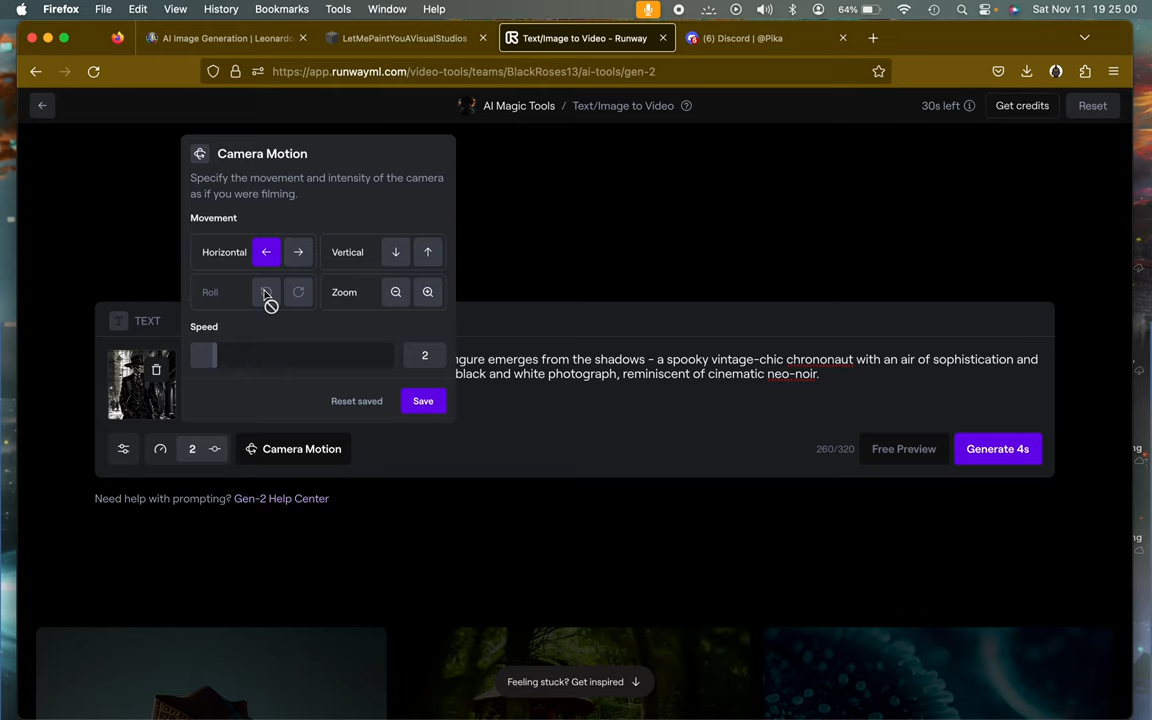 Firefox File Edit View History Bookmarks Tools Window Help 64% Sat Nov 11 19 25 00
AI Image Generation | Leonardo LetMePaintYouAVisualStudios Text/Image to Video - Runway (6) Discord | @Pika
https://app.runwayml.com/video-tools/teams/BlackRoses13/ai-tools/gen-2
AI Magic Tools / Text/Image to Video 30s left Get credits Reset
Camera Motion
Specify the movement and intensity of the camera
as if you were filming.
Movement
Horizontal Vertical
Roll Zoom
Speed
2
Reset saved Save
TEXT
igure emerges from the shadows - a spooky vintage-chic chrononaut with an air of sophistication and
black and white photograph, reminiscent of cinematic neo-noir.
2 Camera Motion 260/320 Free Preview Generate 4s
Need help with prompting? Gen-2 Help Center
Feeling stuck? Get inspired